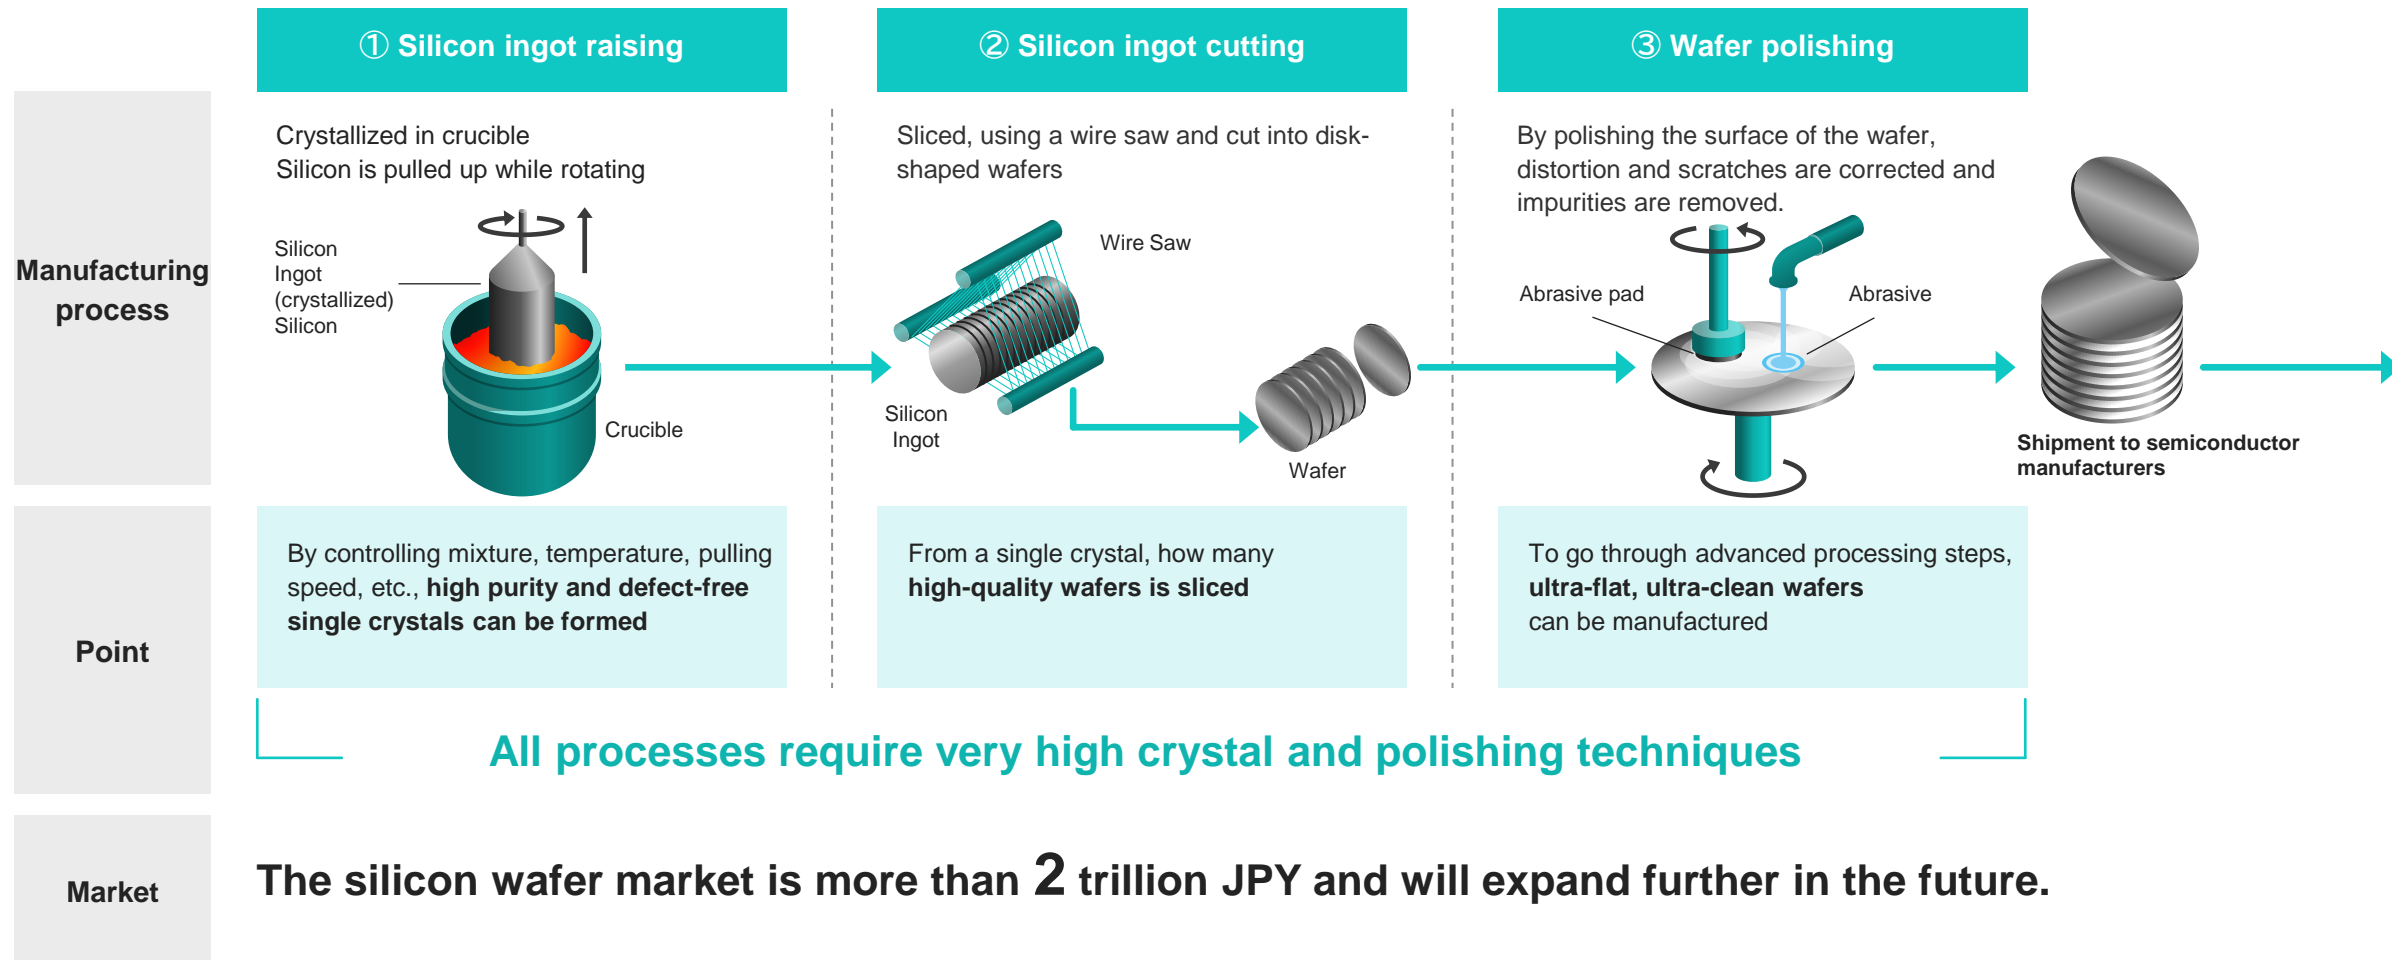 ① Silicon ingot raising
② Silicon ingot cutting
③ Wafer polishing
Manufacturing
process
Crystallized in crucible
Silicon is pulled up while rotating
Silicon
Ingot
(crystallized)
Silicon
Crucible
Sliced, using a wire saw and cut into disk-
shaped wafers
Wire Saw
Silicon
Ingot
Wafer
By polishing the surface of the wafer,
distortion and scratches are corrected and
impurities are removed.
Abrasive pad
Abrasive
Shipment to semiconductor
manufacturers
Point
By controlling mixture, temperature, pulling
speed, etc., high purity and defect-free
single crystals can be formed
From a single crystal, how many
high-quality wafers is sliced
To go through advanced processing steps,
ultra-flat, ultra-clean wafers
can be manufactured
All processes require very high crystal and polishing techniques
Market
The silicon wafer market is more than 2 trillion JPY and will expand further in the future.